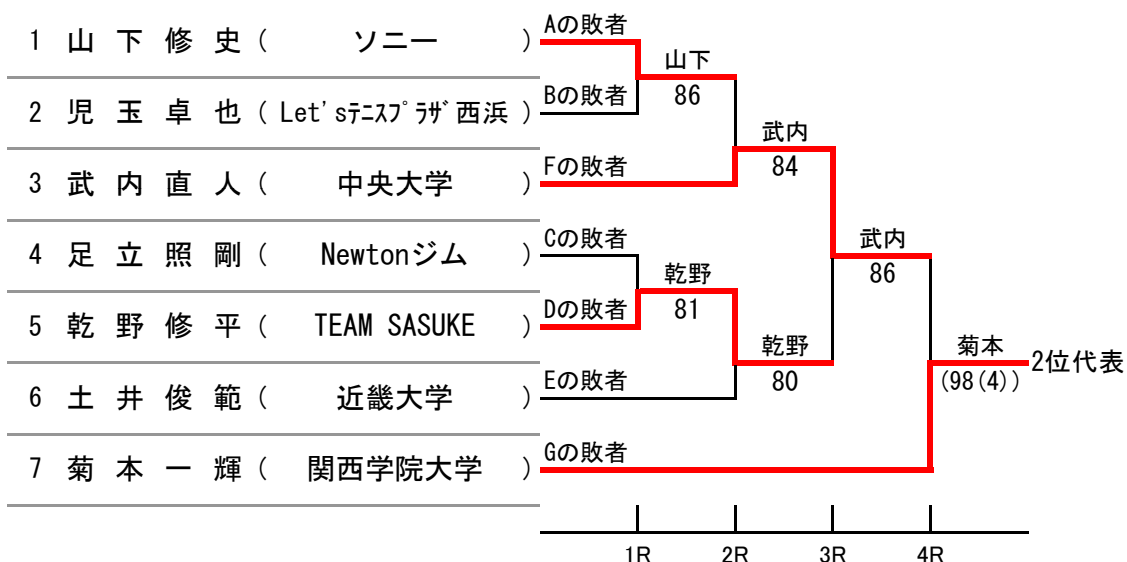 1 山 下 修 史 ( ソニー ) Aの敗者
山下
86
2 児 玉 卓 也 ( Let'sﾃﾆｽﾌﾟﾗｻﾞ西浜 ) Bの敗者
武内
84
3 武 内 直 人 ( 中央大学 ) Fの敗者
4 足 立 照 剛 ( Newtonジム ) Cの敗者
武内
86
乾野
81
5 乾 野 修 平 ( TEAM SASUKE ) Dの敗者
乾野
80
菊本
(98(4))
2位代表
6 土 井 俊 範 ( 近畿大学 ) Eの敗者
7 菊 本 一 輝 ( 関西学院大学 ) Gの敗者
1R 2R 3R 4R